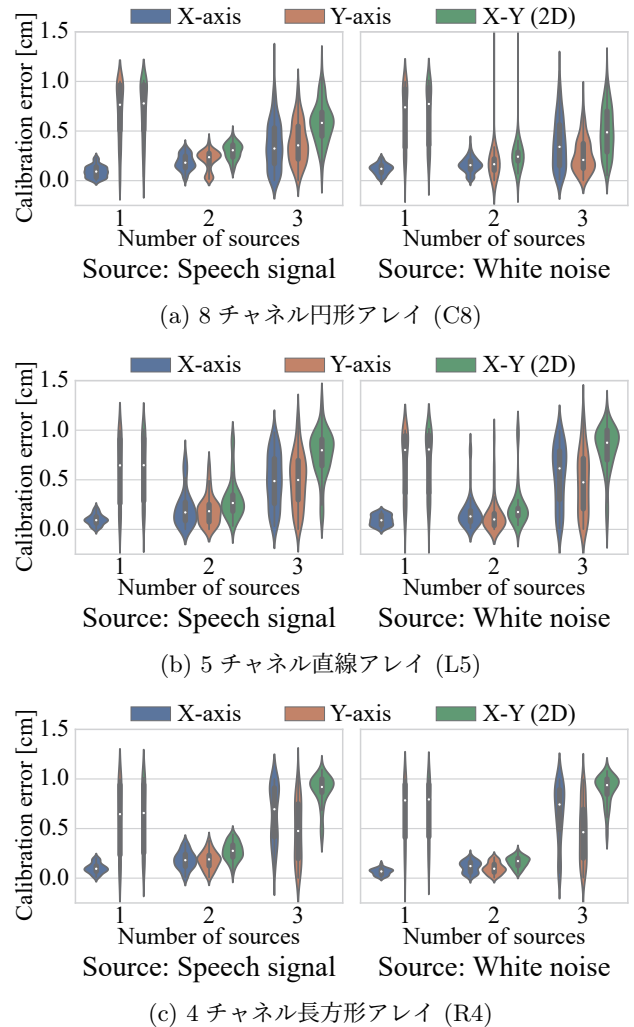 X-axis Y-axis X-Y (2D)
Calibration error [cm]
1.5
1.0
0.5
0.0
1 2 3 1 2 3
Number of sources Number of sources
Source: Speech signal Source: White noise
(a) 8 チャネル円形アレイ (C8)
X-axis Y-axis X-Y (2D)
Calibration error [cm]
1.5
1.0
0.5
0.0
1 2 3 1 2 3
Number of sources Number of sources
Source: Speech signal Source: White noise
(b) 5 チャネル直線アレイ (L5)
X-axis Y-axis X-Y (2D)
Calibration error [cm]
1.5
1.0
0.5
0.0
1 2 3 1 2 3
Number of sources Number of sources
Source: Speech signal Source: White noise
(c) 4 チャネル長方形アレイ (R4)